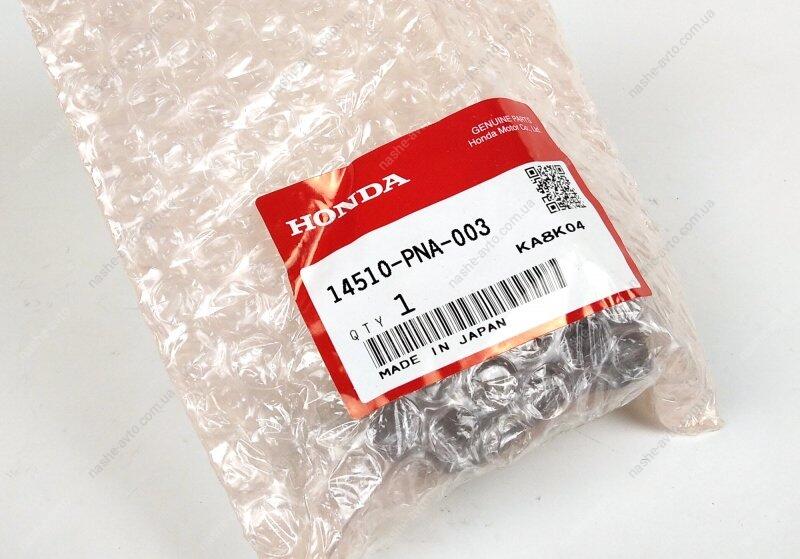 GENUINE PARTS
Honda Motor Co., Ltd.
HONDA
14510-PNA-003
KA8K04
QTY 1
MADE IN JAPAN
nashe-avto.com.ua